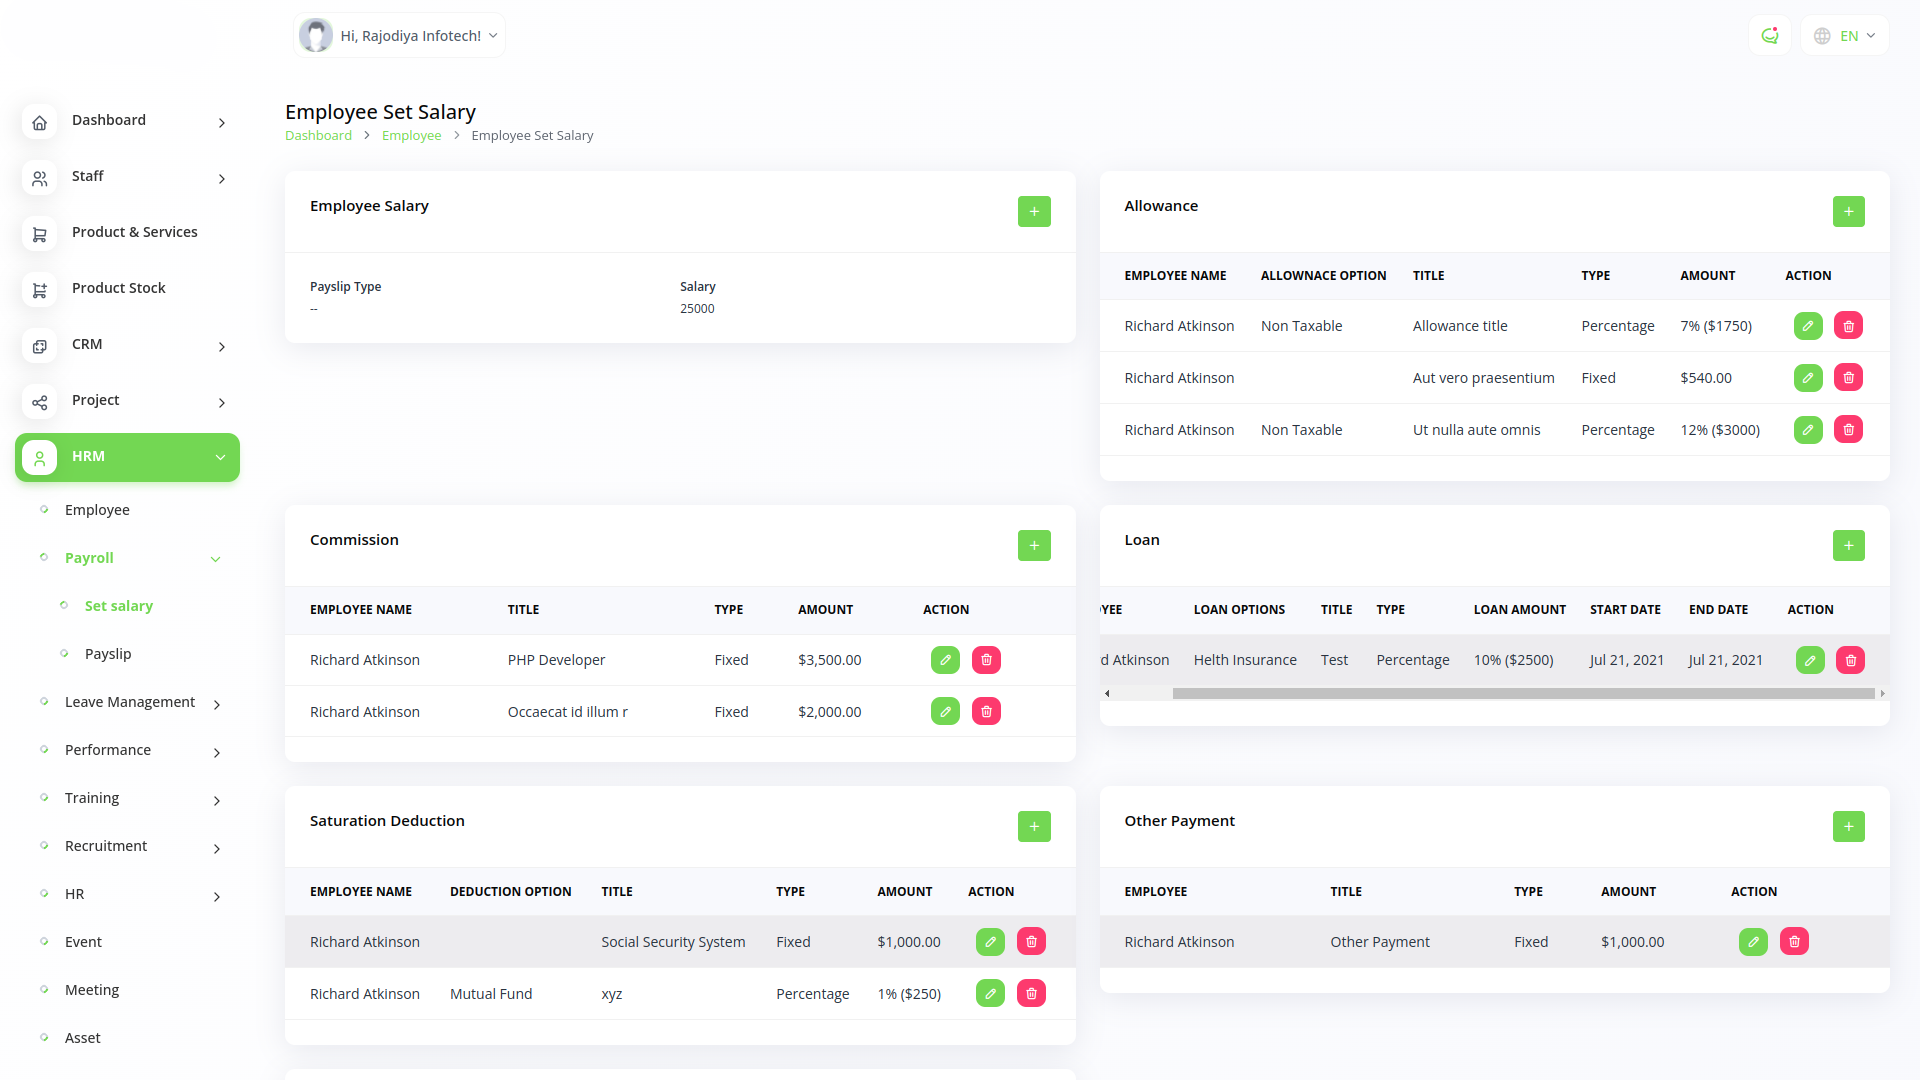 Hi, Rajodiya Infotech!
EN
Dashboard
Staff
Product & Services
Product Stock
CRM
Project
HRM
Employee
Payroll
Set salary
Payslip
Leave Management
Performance
Training
Recruitment
HR
Event
Meeting
Asset
Employee Set Salary
Dashboard > Employee > Employee Set Salary
Employee Salary
+
Payslip Type Salary
-- 25000
Allowance
+
EMPLOYEE NAME ALLOWNACE OPTION TITLE TYPE AMOUNT ACTION
Richard Atkinson Non Taxable Allowance title Percentage 7% ($1750)
Richard Atkinson Aut vero praesentium Fixed $540.00
Richard Atkinson Non Taxable Ut nulla aute omnis Percentage 12% ($3000)
Commission
+
EMPLOYEE NAME TITLE TYPE AMOUNT ACTION
Richard Atkinson PHP Developer Fixed $3,500.00
Richard Atkinson Occaecat id illum r Fixed $2,000.00
Loan
+
YEE LOAN OPTIONS TITLE TYPE LOAN AMOUNT START DATE END DATE ACTION
d Atkinson Helth Insurance Test Percentage 10% ($2500) Jul 21, 2021 Jul 21, 2021
Saturation Deduction
+
EMPLOYEE NAME DEDUCTION OPTION TITLE TYPE AMOUNT ACTION
Richard Atkinson Social Security System Fixed $1,000.00
Richard Atkinson Mutual Fund xyz Percentage 1% ($250)
Other Payment
+
EMPLOYEE TITLE TYPE AMOUNT ACTION
Richard Atkinson Other Payment Fixed $1,000.00